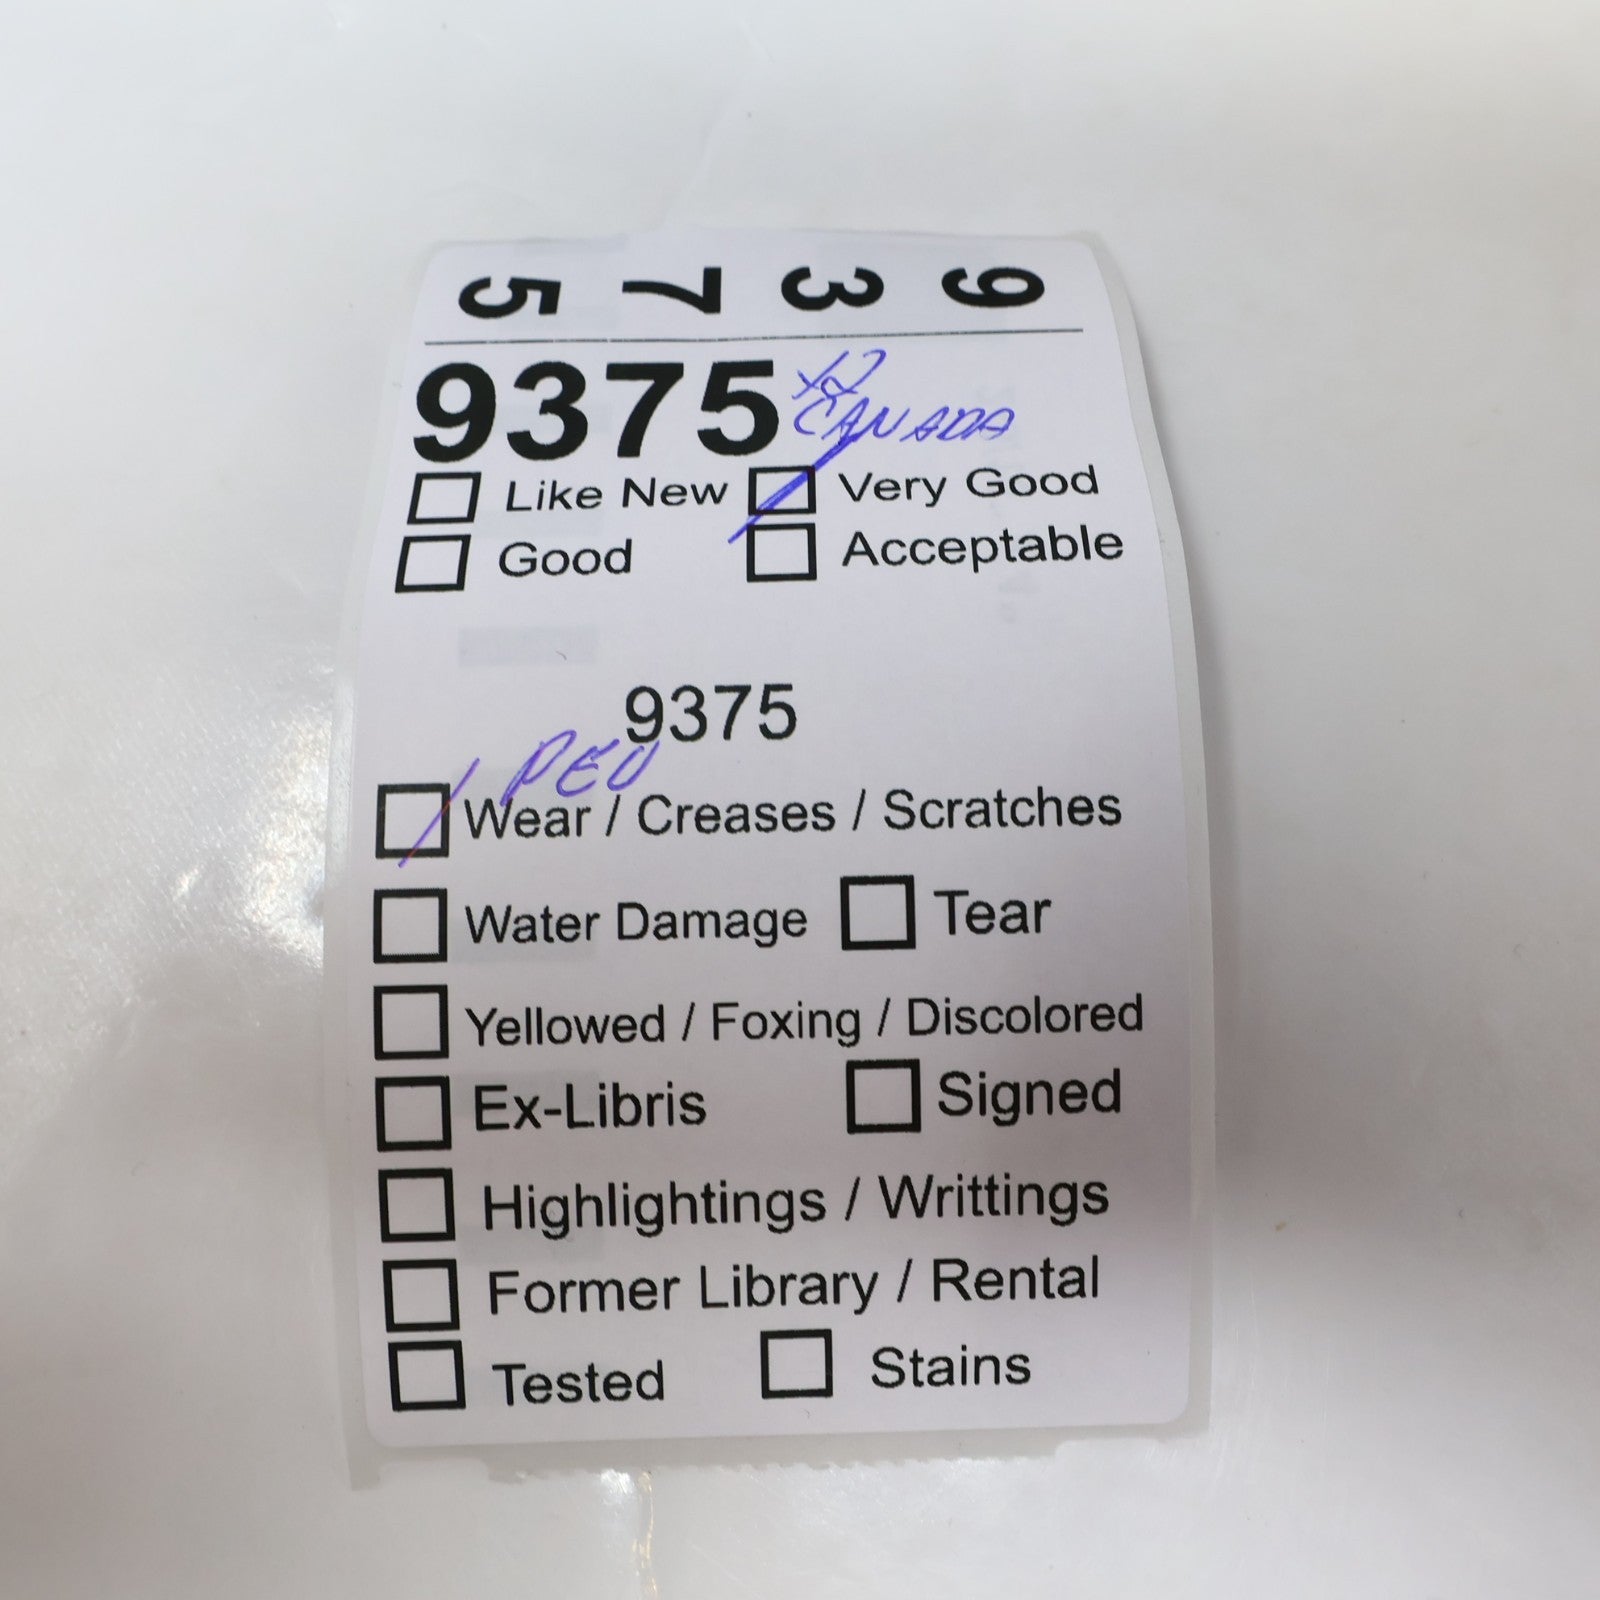 5 7 3 9
9375 x2
CANADA
Like New Very Good
Good Acceptable
9375
PEU
Wear / Creases / Scratches
Water Damage Tear
Yellowed / Foxing / Discolored
Ex-Libris Signed
Highlightings / Writtings
Former Library / Rental
Tested Stains